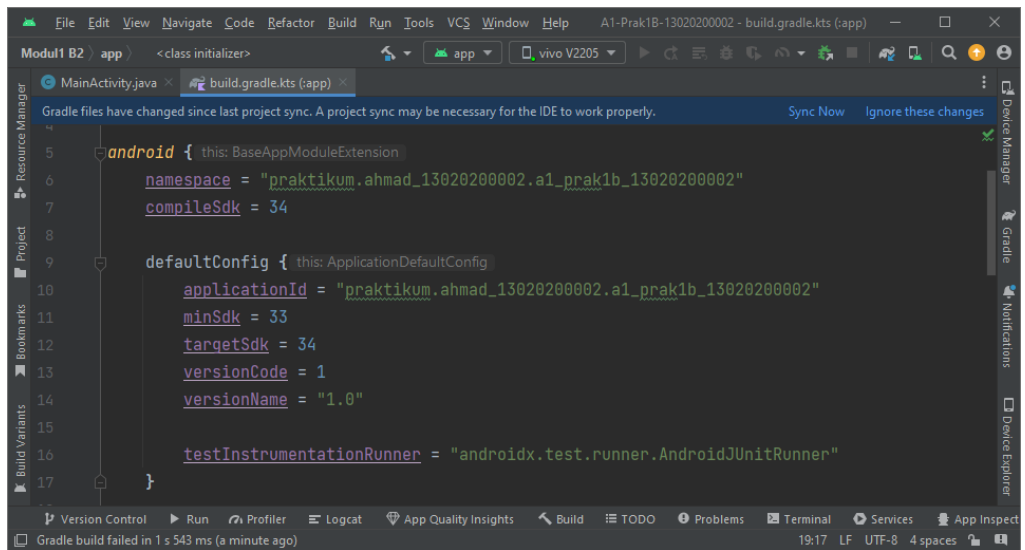 File Edit View Navigate Code Refactor Build Run Tools VCS Window Help A1-Prak1B-13020200002 - build.gradle.kts (:app)
Modul1 B2 app <class initializer> app vivo V2205
MainActivity.java build.gradle.kts (:app)
Gradle files have changed since last project sync. A project sync may be necessary for the IDE to work properly. Sync Now Ignore these changes
4
5 android { this: BaseAppModuleExtension
6 namespace = "praktikum.ahmad_13020200002.a1_prak1b_13020200002"
7 compileSdk = 34
8
9 defaultConfig { this: ApplicationDefaultConfig
10 applicationId = "praktikum.ahmad_13020200002.a1_prak1b_13020200002"
11 minSdk = 33
12 targetSdk = 34
13 versionCode = 1
14 versionName = "1.0"
15
16 testInstrumentationRunner = "androidx.test.runner.AndroidJUnitRunner"
17 }
Resource Manager
Project
Bookmarks
Build Variants
Device Manager
Gradle
Notifications
Device Explorer
Version Control Run Profiler Logcat App Quality Insights Build TODO Problems Terminal Services App Inspect
Gradle build failed in 1 s 543 ms (a minute ago) 19:17 LF UTF-8 4 spaces